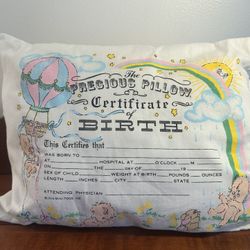 The
PRECIOUS PILLOW
Certificate
of
BIRTH
This Certifies that
WAS BORN TO
AT HOSPITAL AT O'CLOCK M
ON THE DAY OF 19
SEX OF CHILD WEIGHT AT BIRTH POUNDS OUNCES
LENGTH INCHES CITY STATE
ATTENDING PHYSICIAN